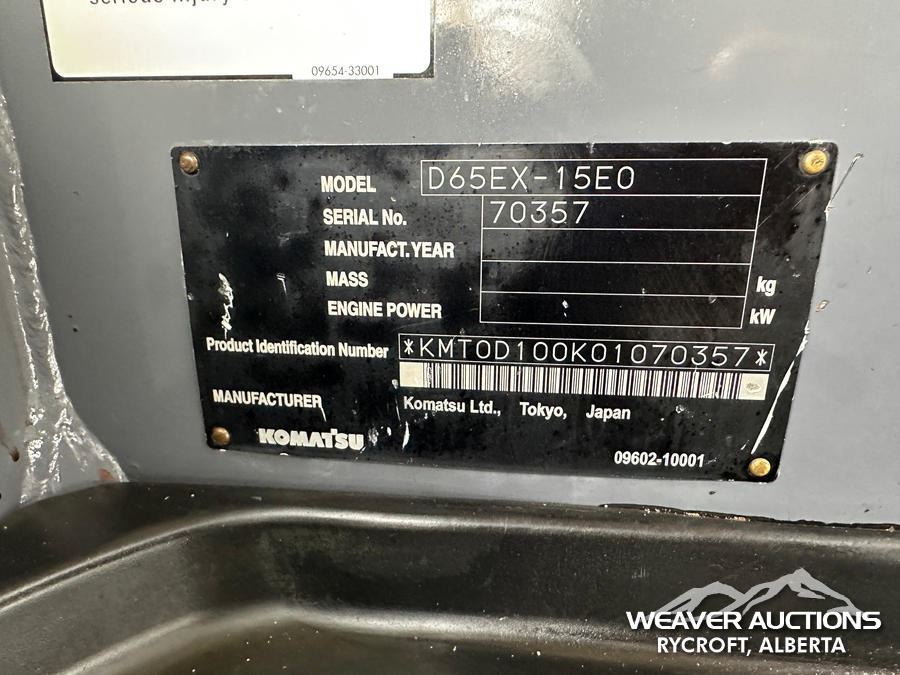 09654-33001
MODEL D65EX-15E0
SERIAL No. 70357
MANUFACT. YEAR
MASS kg
ENGINE POWER kW
Product Identification Number *KMT0D100K01070357*
MANUFACTURER Komatsu Ltd., Tokyo, Japan
KOMATSU
09602-10001
WEAVER AUCTIONS
RYCROFT, ALBERTA